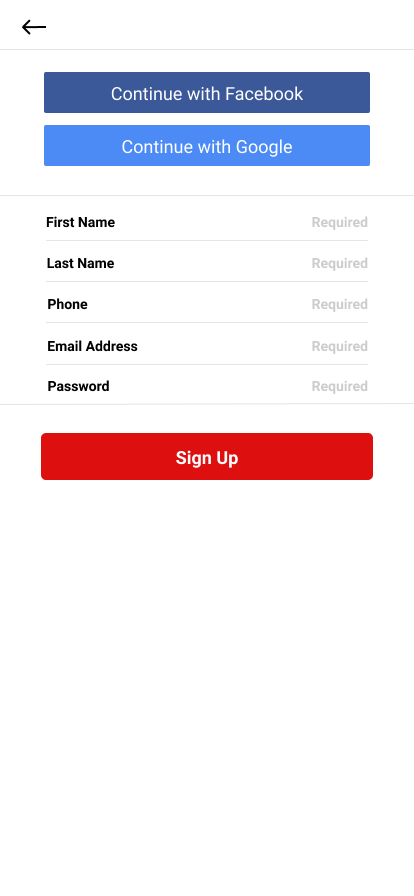 Continue with Facebook
Continue with Google
First Name Required
Last Name Required
Phone Required
Email Address Required
Password Required
Sign Up